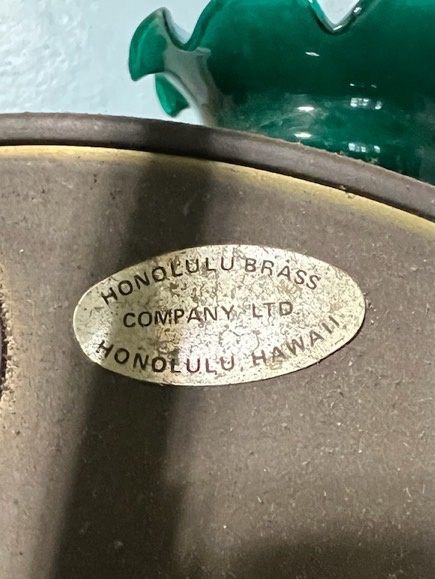 HONOLULU BRASS
COMPANY, LTD.
HONOLULU, HAWAII